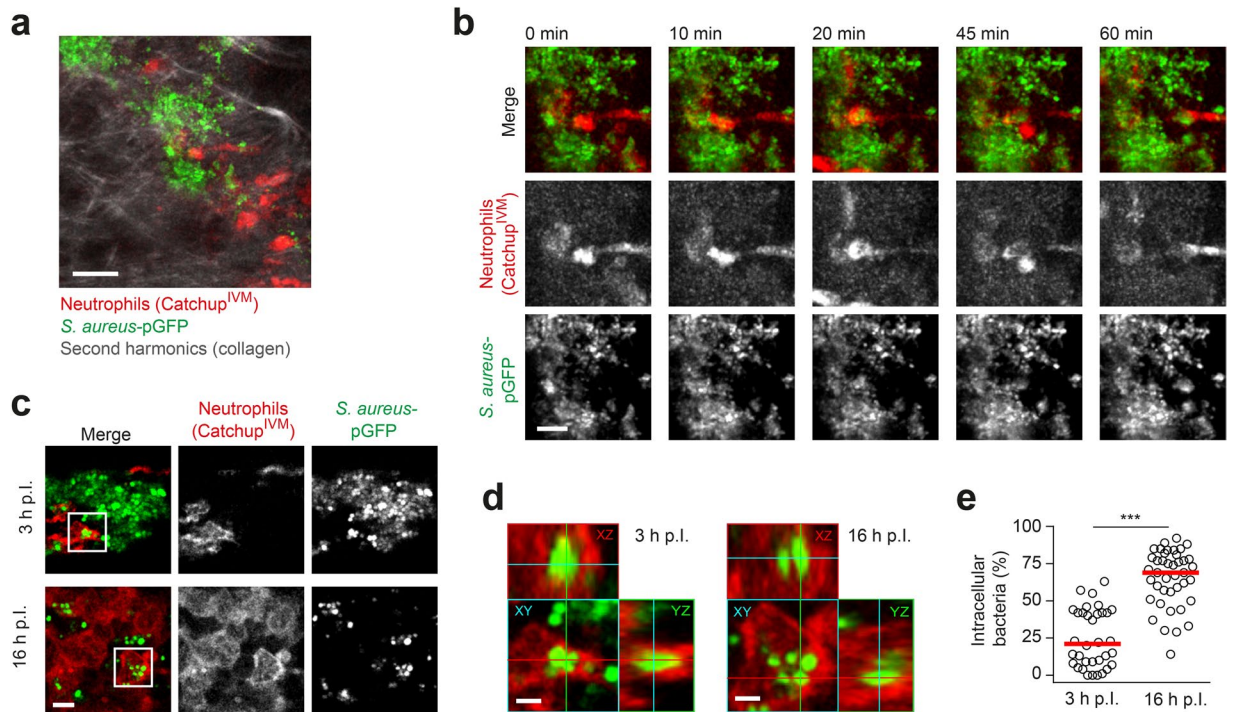 a
Neutrophils (Catchup^IVM)
S. aureus-pGFP
Second harmonics (collagen)
b
0 min 10 min 20 min 45 min 60 min
Merge
Neutrophils
(Catchup^IVM)
S. aureus-
pGFP
c
Merge
Neutrophils
(Catchup^IVM)
S. aureus-
pGFP
3 h p.I.
16 h p.I.
d
XZ
3 h p.I.
XY
YZ
XZ
16 h p.I.
XY
YZ
e
***
Intracellular
bacteria (%)
100
75
50
25
0
3 h p.I.
16 h p.I.